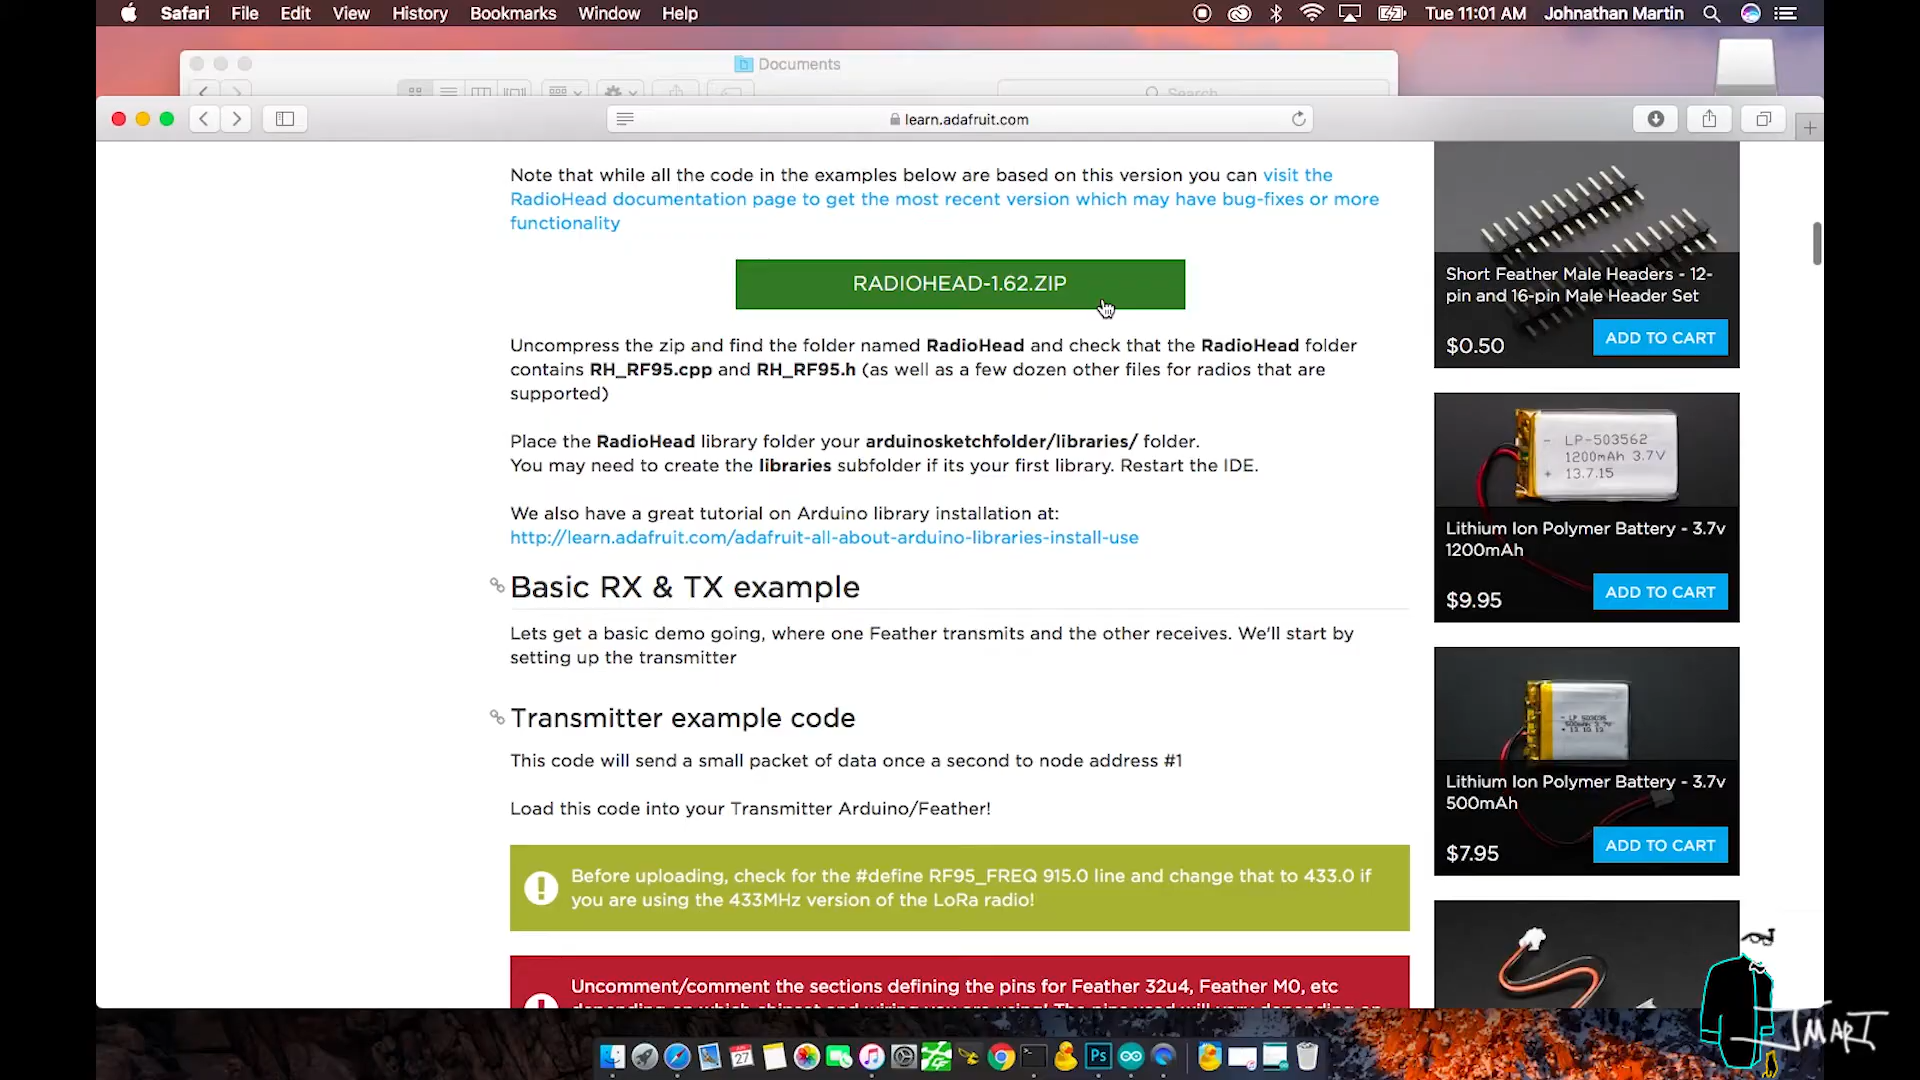 Safari File Edit View History Bookmarks Window Help
Tue 11:01 AM Johnathan Martin
Documents
Search
learn.adafruit.com
Note that while all the code in the examples below are based on this version you can visit the
RadioHead documentation page to get the most recent version which may have bug-fixes or more
functionality
RADIOHEAD-1.62.ZIP
Uncompress the zip and find the folder named RadioHead and check that the RadioHead folder
contains RH_RF95.cpp and RH_RF95.h (as well as a few dozen other files for radios that are
supported)
Place the RadioHead library folder your arduinosketchfolder/libraries/ folder.
You may need to create the libraries subfolder if its your first library. Restart the IDE.
We also have a great tutorial on Arduino library installation at:
http://learn.adafruit.com/adafruit-all-about-arduino-libraries-install-use
Basic RX & TX example
Lets get a basic demo going, where one Feather transmits and the other receives. We'll start by
setting up the transmitter
Transmitter example code
This code will send a small packet of data once a second to node address #1
Load this code into your Transmitter Arduino/Feather!
Before uploading, check for the #define RF95_FREQ 915.0 line and change that to 433.0 if
you are using the 433MHz version of the LoRa radio!
Uncomment/comment the sections defining the pins for Feather 32u4, Feather M0, etc
Short Feather Male Headers - 12-
pin and 16-pin Male Header Set
$0.50
ADD TO CART
LP-503562
1200mAh 3.7V
13.7.15
Lithium Ion Polymer Battery - 3.7v
1200mAh
$9.95
ADD TO CART
Lithium Ion Polymer Battery - 3.7v
500mAh
$7.95
ADD TO CART
27
Ps
JMART